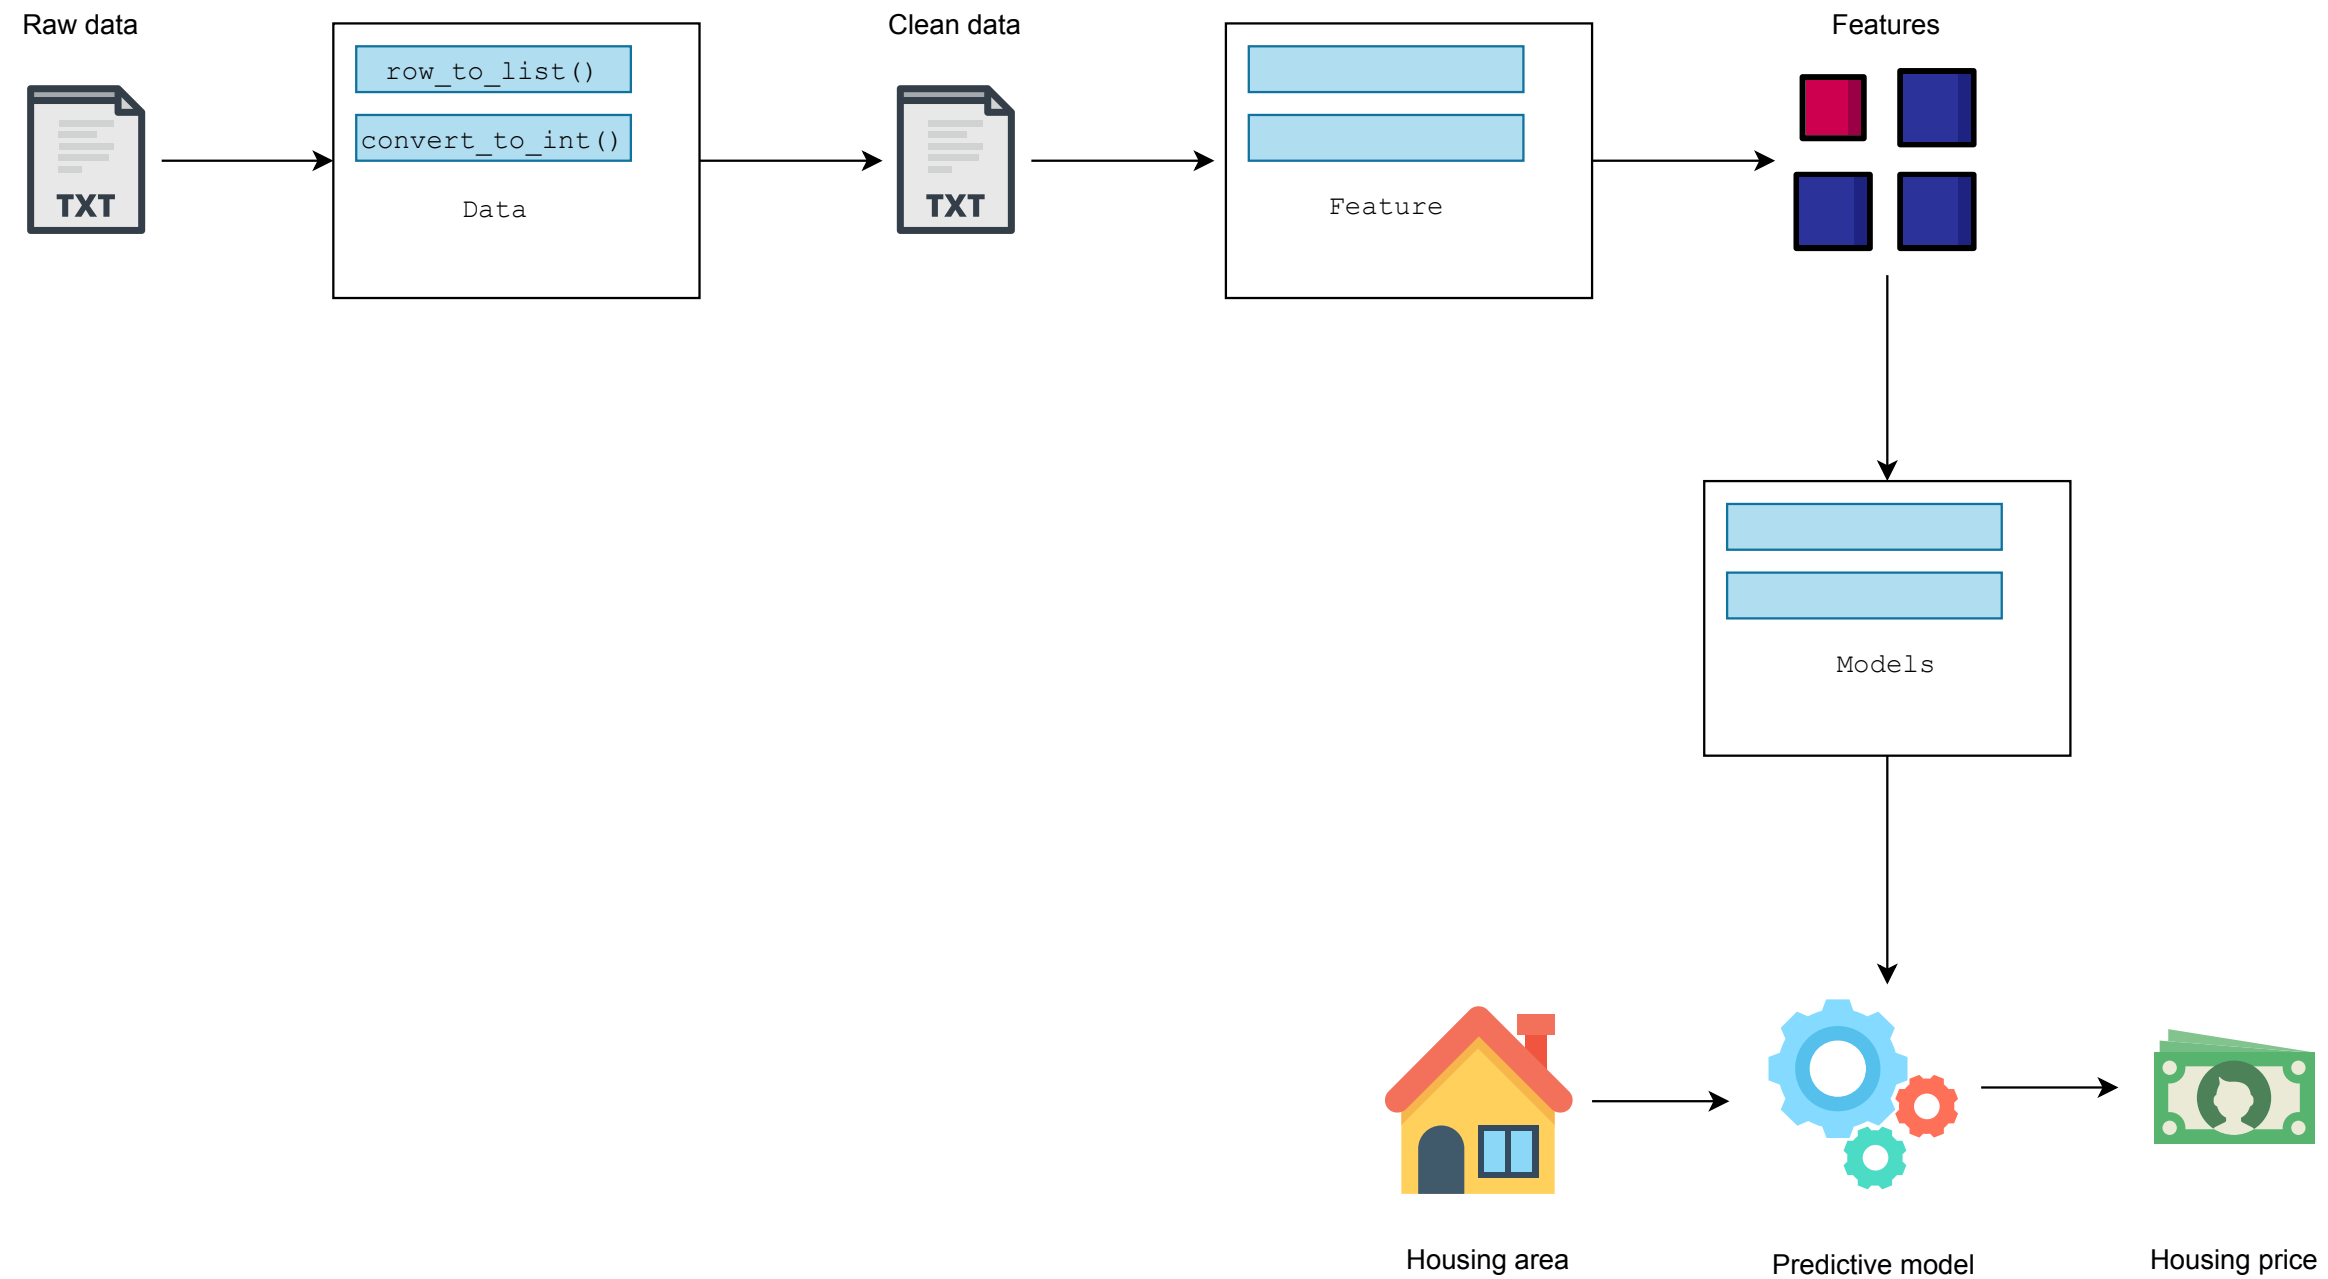 Raw data
Clean data
Features
row_to_list()
convert_to_int()
TXT
Data
TXT
Feature
Models
Housing area
Predictive model
Housing price